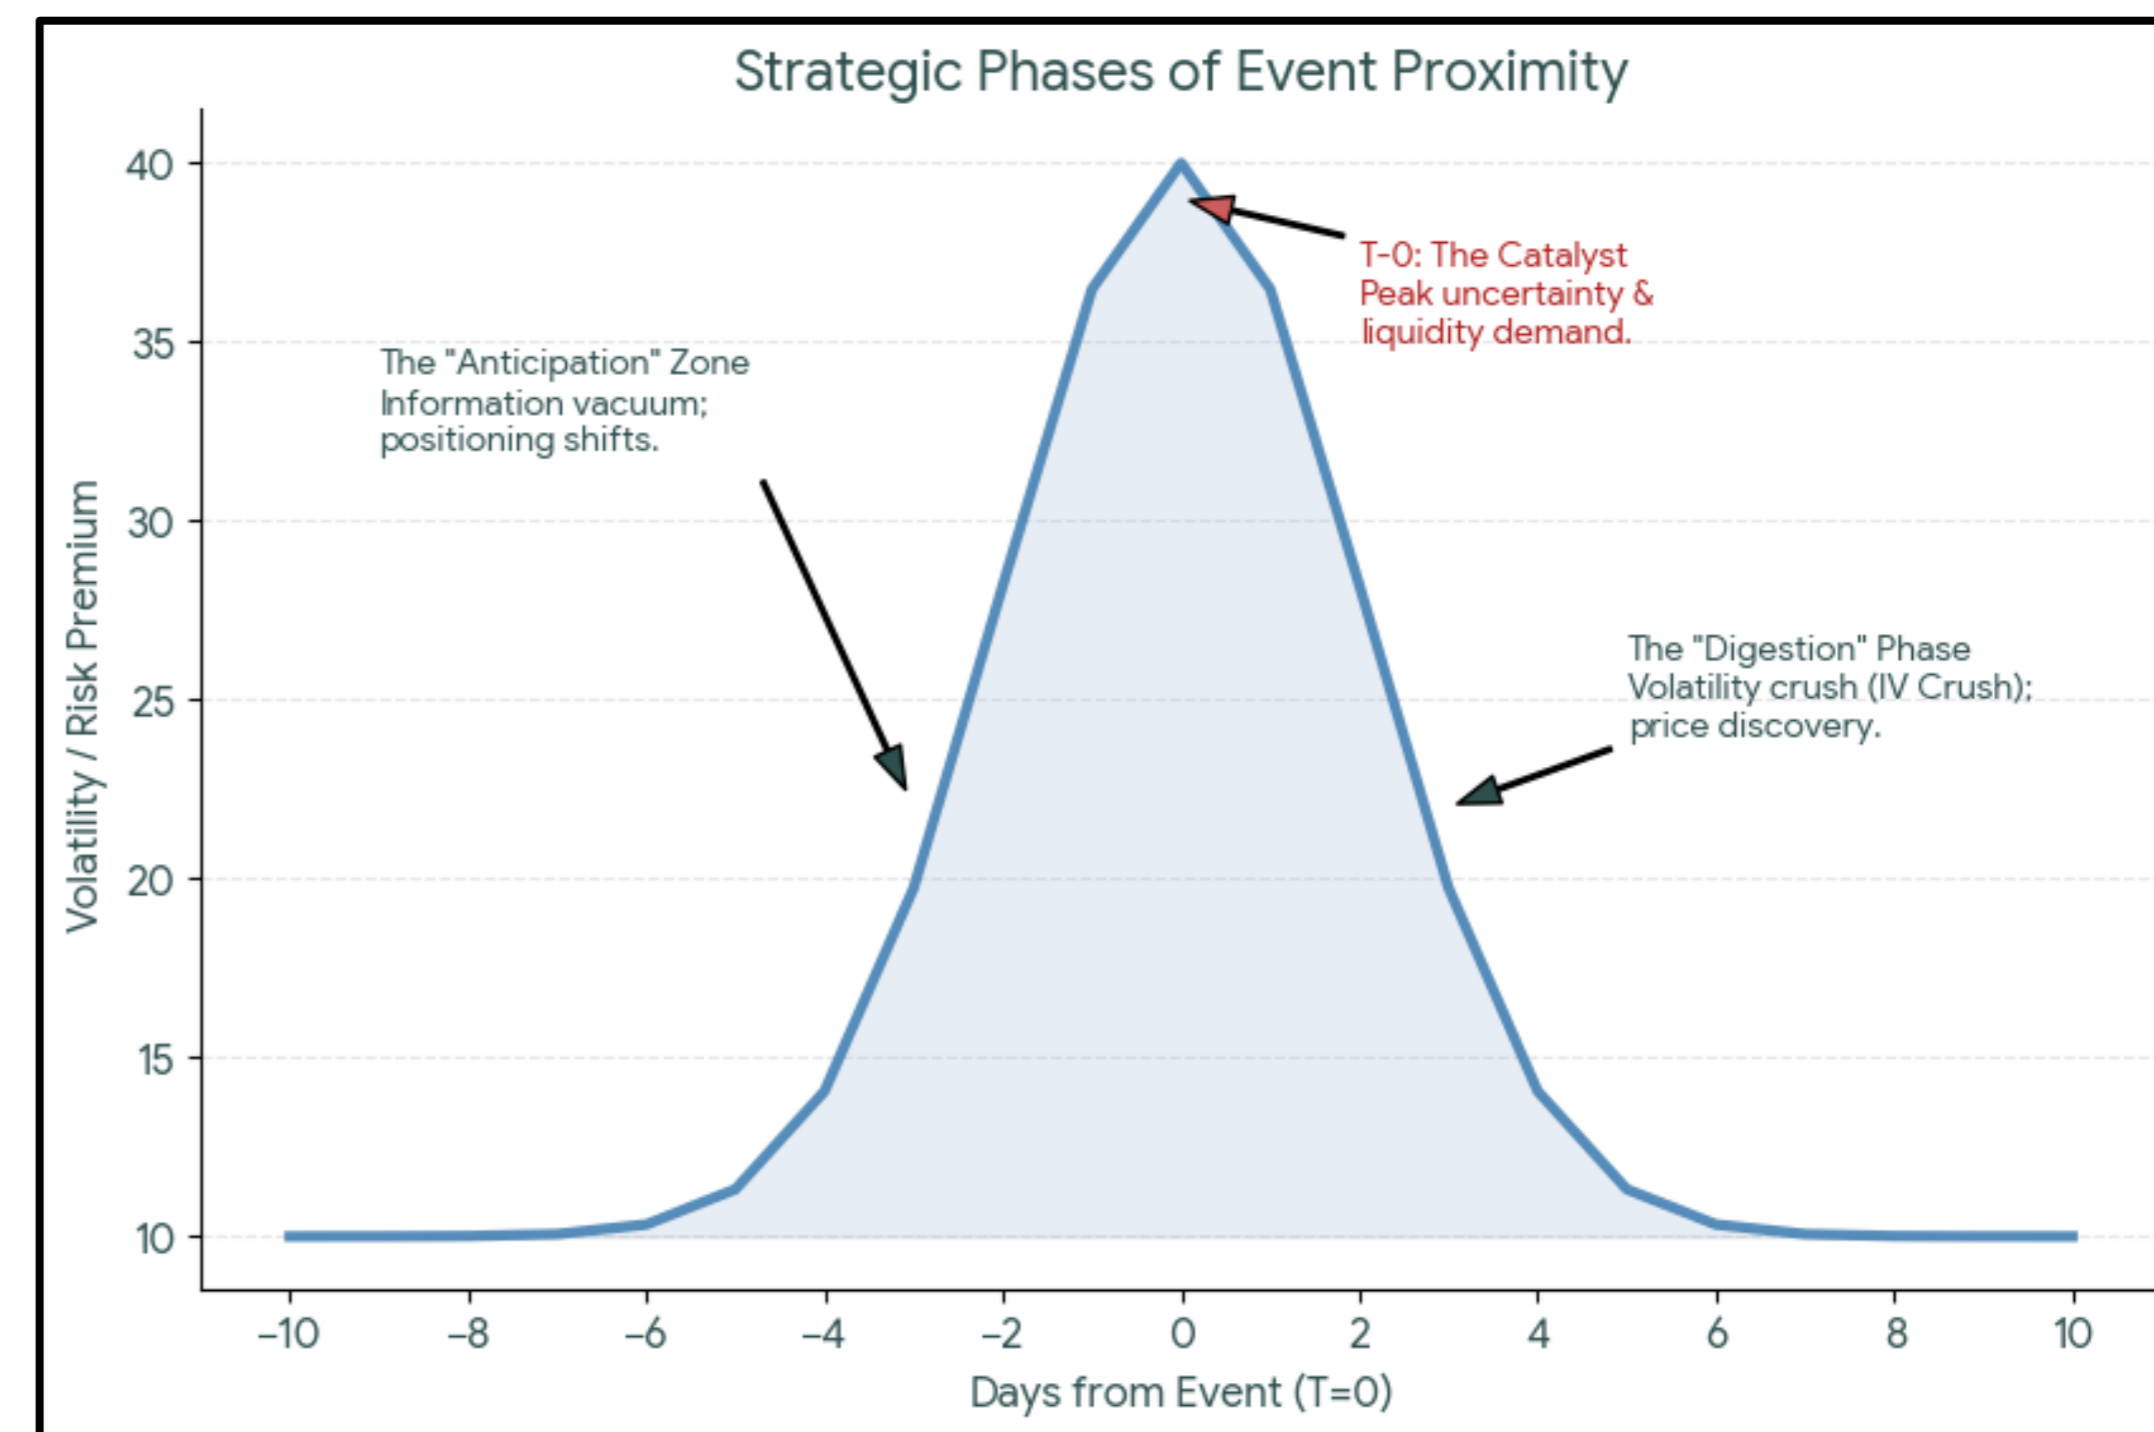 Strategic Phases of Event Proximity
40
35
30
25
20
15
10
Volatility / Risk Premium
The "Anticipation" Zone
Information vacuum;
positioning shifts.
T-0: The Catalyst
Peak uncertainty &
liquidity demand.
The "Digestion" Phase
Volatility crush (IV Crush);
price discovery.
−10 −8 −6 −4 −2 0 2 4 6 8 10
Days from Event (T=0)